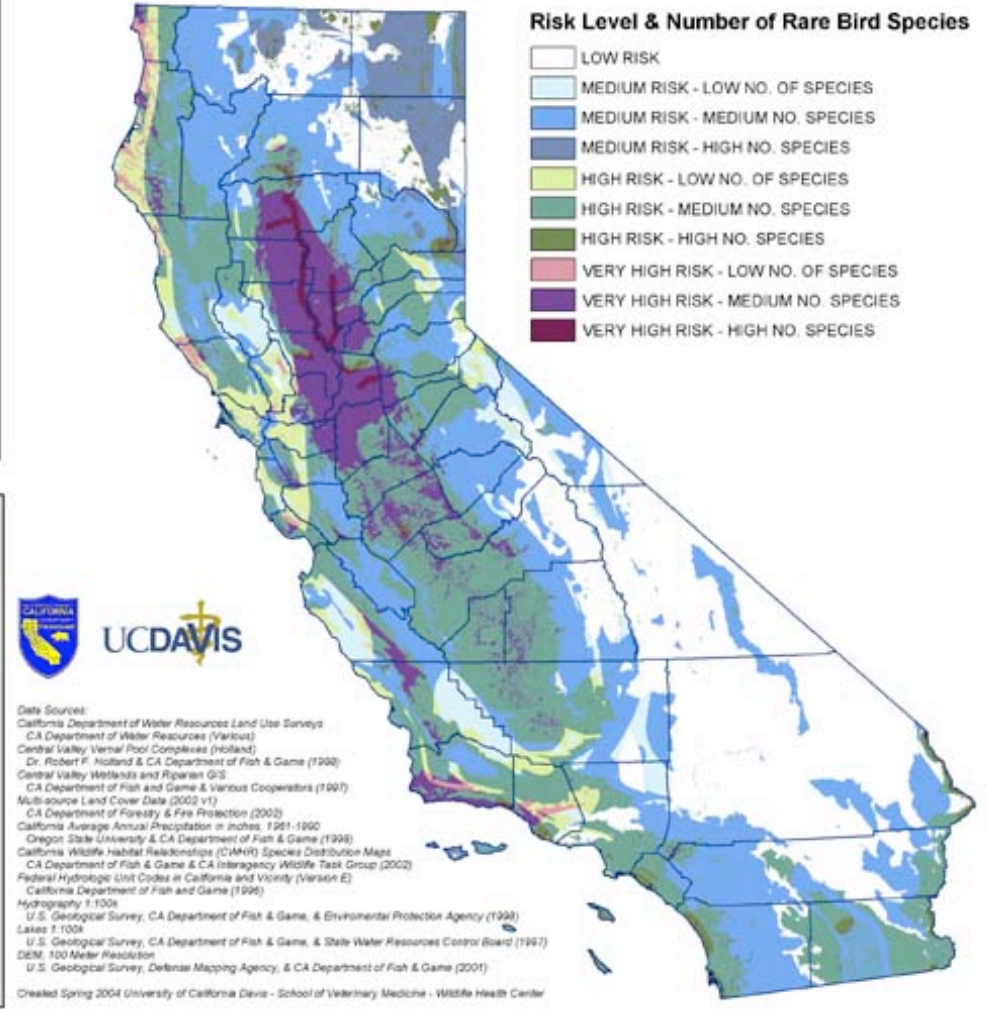 Risk Level & Number of Rare Bird Species
LOW RISK
MEDIUM RISK - LOW NO. OF SPECIES
MEDIUM RISK - MEDIUM NO. SPECIES
MEDIUM RISK - HIGH NO. SPECIES
HIGH RISK - LOW NO. OF SPECIES
HIGH RISK - MEDIUM NO. SPECIES
HIGH RISK - HIGH NO. SPECIES
VERY HIGH RISK - LOW NO. OF SPECIES
VERY HIGH RISK - MEDIUM NO. SPECIES
VERY HIGH RISK - HIGH NO. SPECIES
CALIFORNIA
UCDAVIS
Data Sources:
California Department of Water Resources Land Use Surveys
CA Department of Water Resources (Various)
Central Valley Vernal Pool Complexes (Holland)
Dr. Robert F. Holland & CA Department of Fish & Game (1998)
Central Valley Wetlands and Riparian GIS
CA Department of Fish and Game & Various Cooperators (1997)
Multi-source Land Cover Data (2002 v1)
CA Department of Forestry & Fire Protection (2002)
California Average Annual Precipitation in inches, 1961-1990
Oregon State University & CA Department of Fish & Game (1998)
California Wildlife Habitat Relationships (CWHR) Species Distribution Maps
CA Department of Fish & Game & CA Interagency Wildlife Task Group (2002)
Federal Hydrologic Unit Codes in California and Vicinity (Version E)
California Department of Fish and Game (1996)
Hydrography 1:100k
U.S. Geological Survey, CA Department of Fish & Game, & Enviromental Protection Agency (1998)
Lakes 1:100k
U.S. Geological Survey, CA Department of Fish & Game, & State Water Resources Control Board (1997)
DEM, 100 Meter Resolution
U.S. Geological Survey, Defense Mapping Agency, & CA Department of Fish & Game (2001)
Created Spring 2004 University of California Davis - School of Veterinary Medicine - Wildlife Health Center